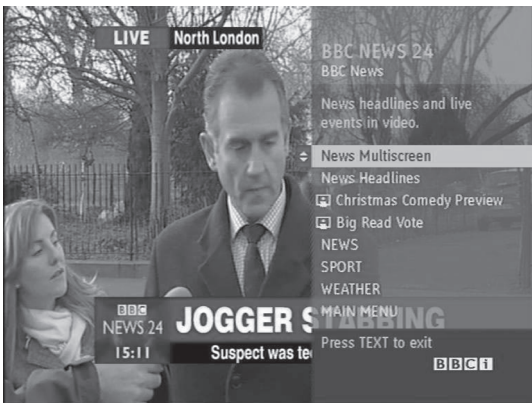 LIVE North London
BBC NEWS 24
BBC News
News headlines and live
events in video.
News Multiscreen
News Headlines
Christmas Comedy Preview
Big Read Vote
NEWS
SPORT
WEATHER
MAIN MENU
Press TEXT to exit
BBCi
BBC
NEWS 24
JOGGER STABBING
15:11 Suspect was